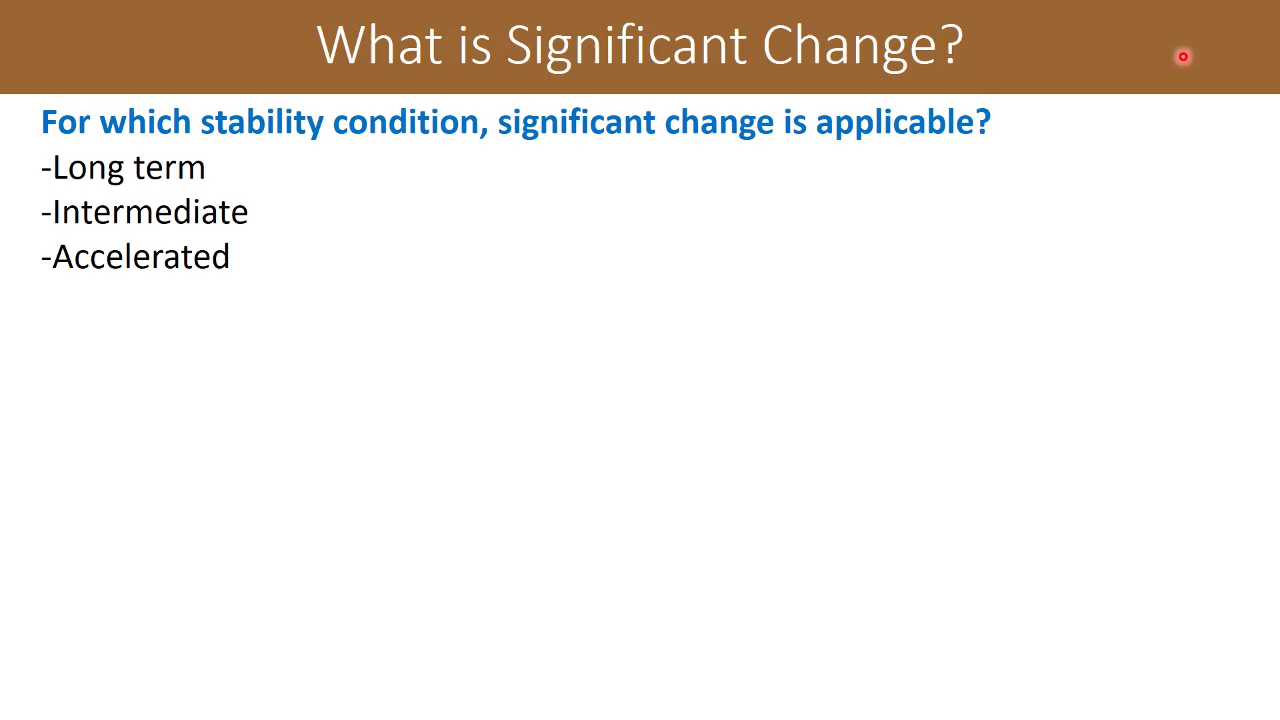 What is Significant Change?
For which stability condition, significant change is applicable?
-Long term
-Intermediate
-Accelerated